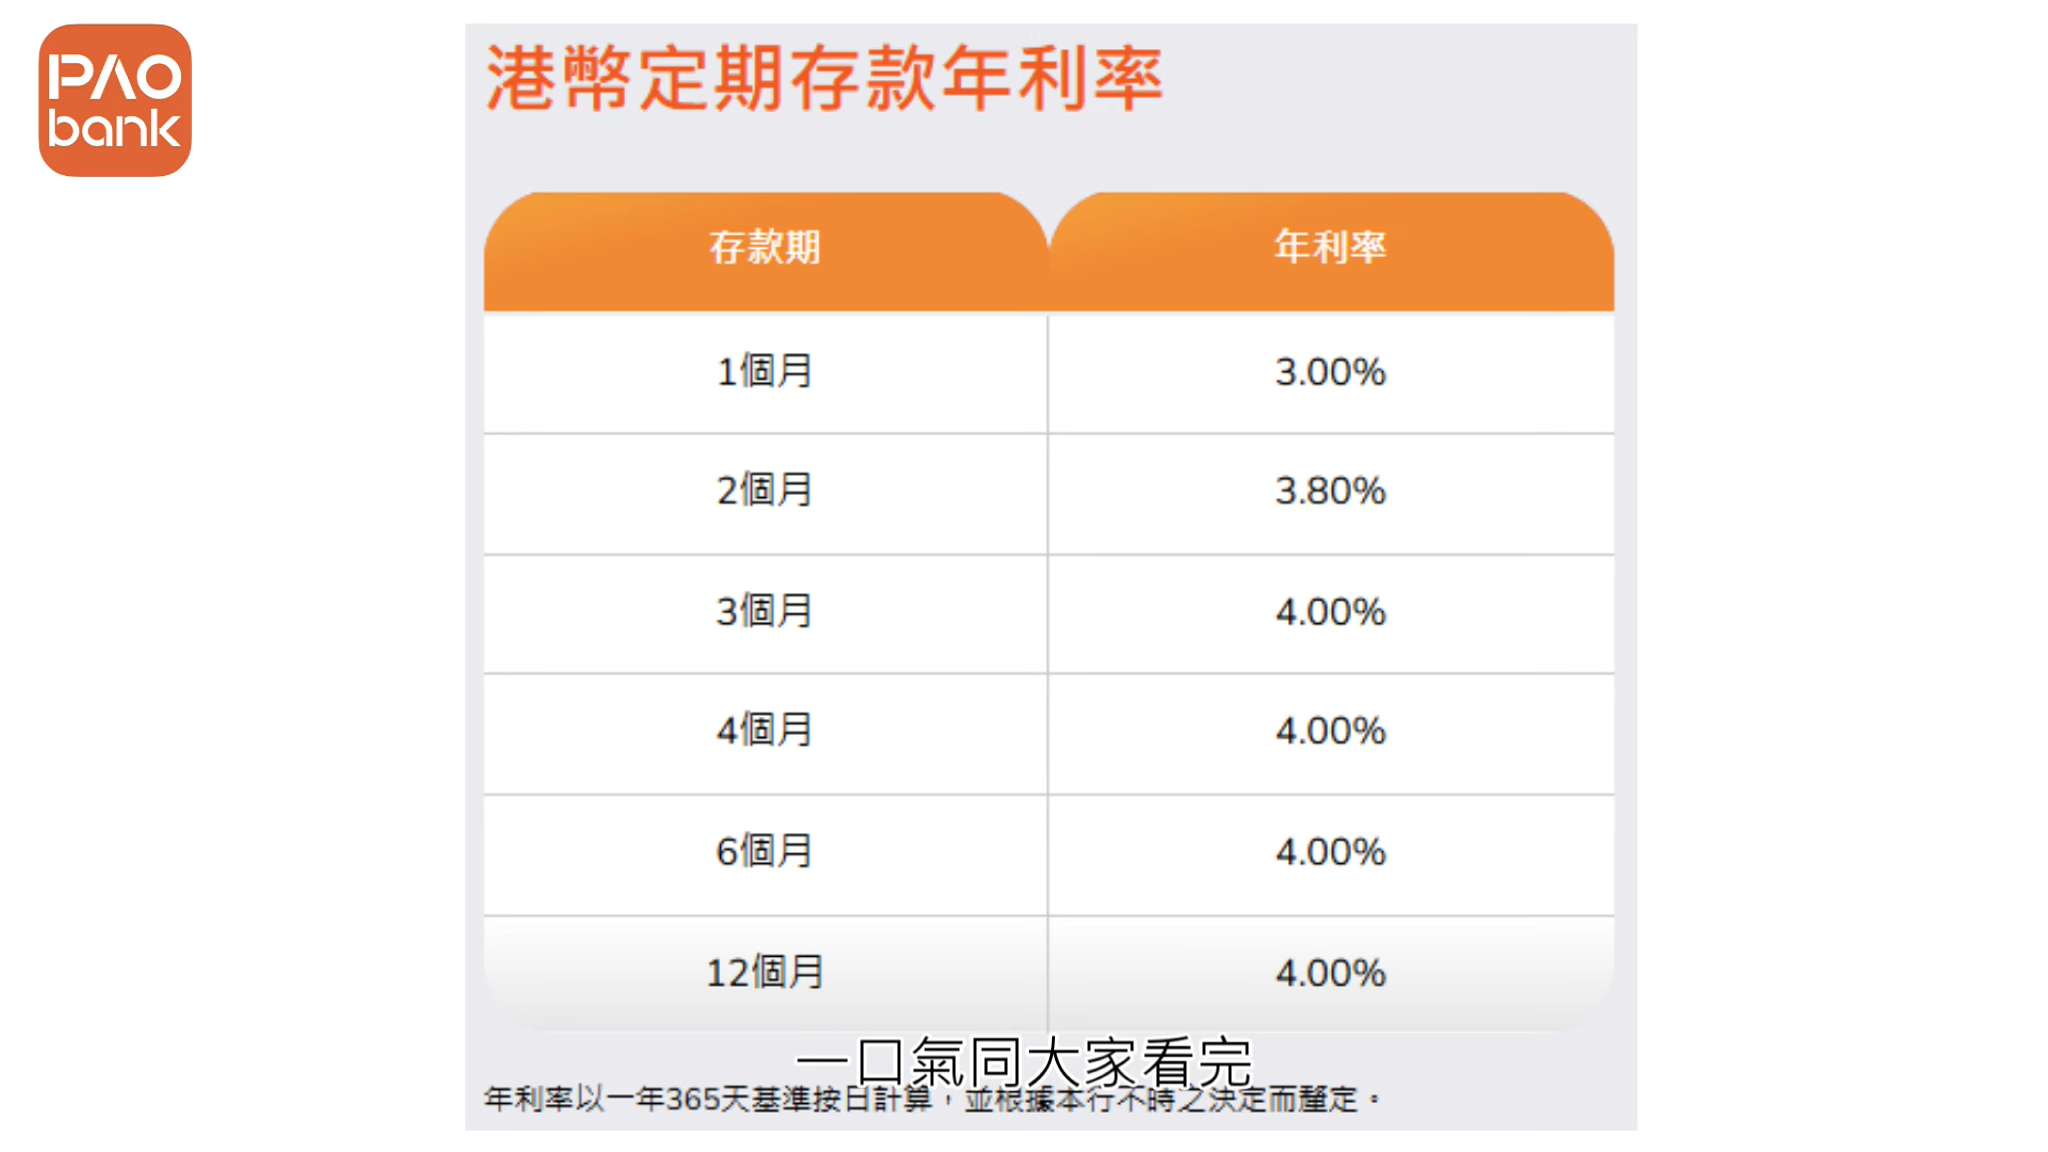 PAO
bank
港幣定期存款年利率
存款期 年利率
1個月 3.00%
2個月 3.80%
3個月 4.00%
4個月 4.00%
6個月 4.00%
12個月 4.00%
一口氣同大家看完
年利率以一年365天基準按日計算，並根據本行不時之決定而釐定。